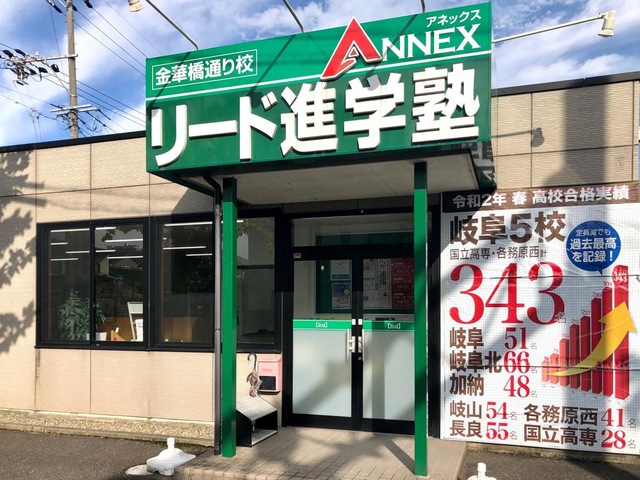 アネックス
ANNEX
金華橋通り校
リード進学塾
令和2年 春 高校合格実績
岐阜5校
国立高専・各務原西計
定員減でも
過去最高
を記録！
343名
岐阜 51名
岐阜北 66名
加納 48名
岐山 54名 各務原西 41名
長良 55名 国立高専 28名
343
【lead】
【lead】